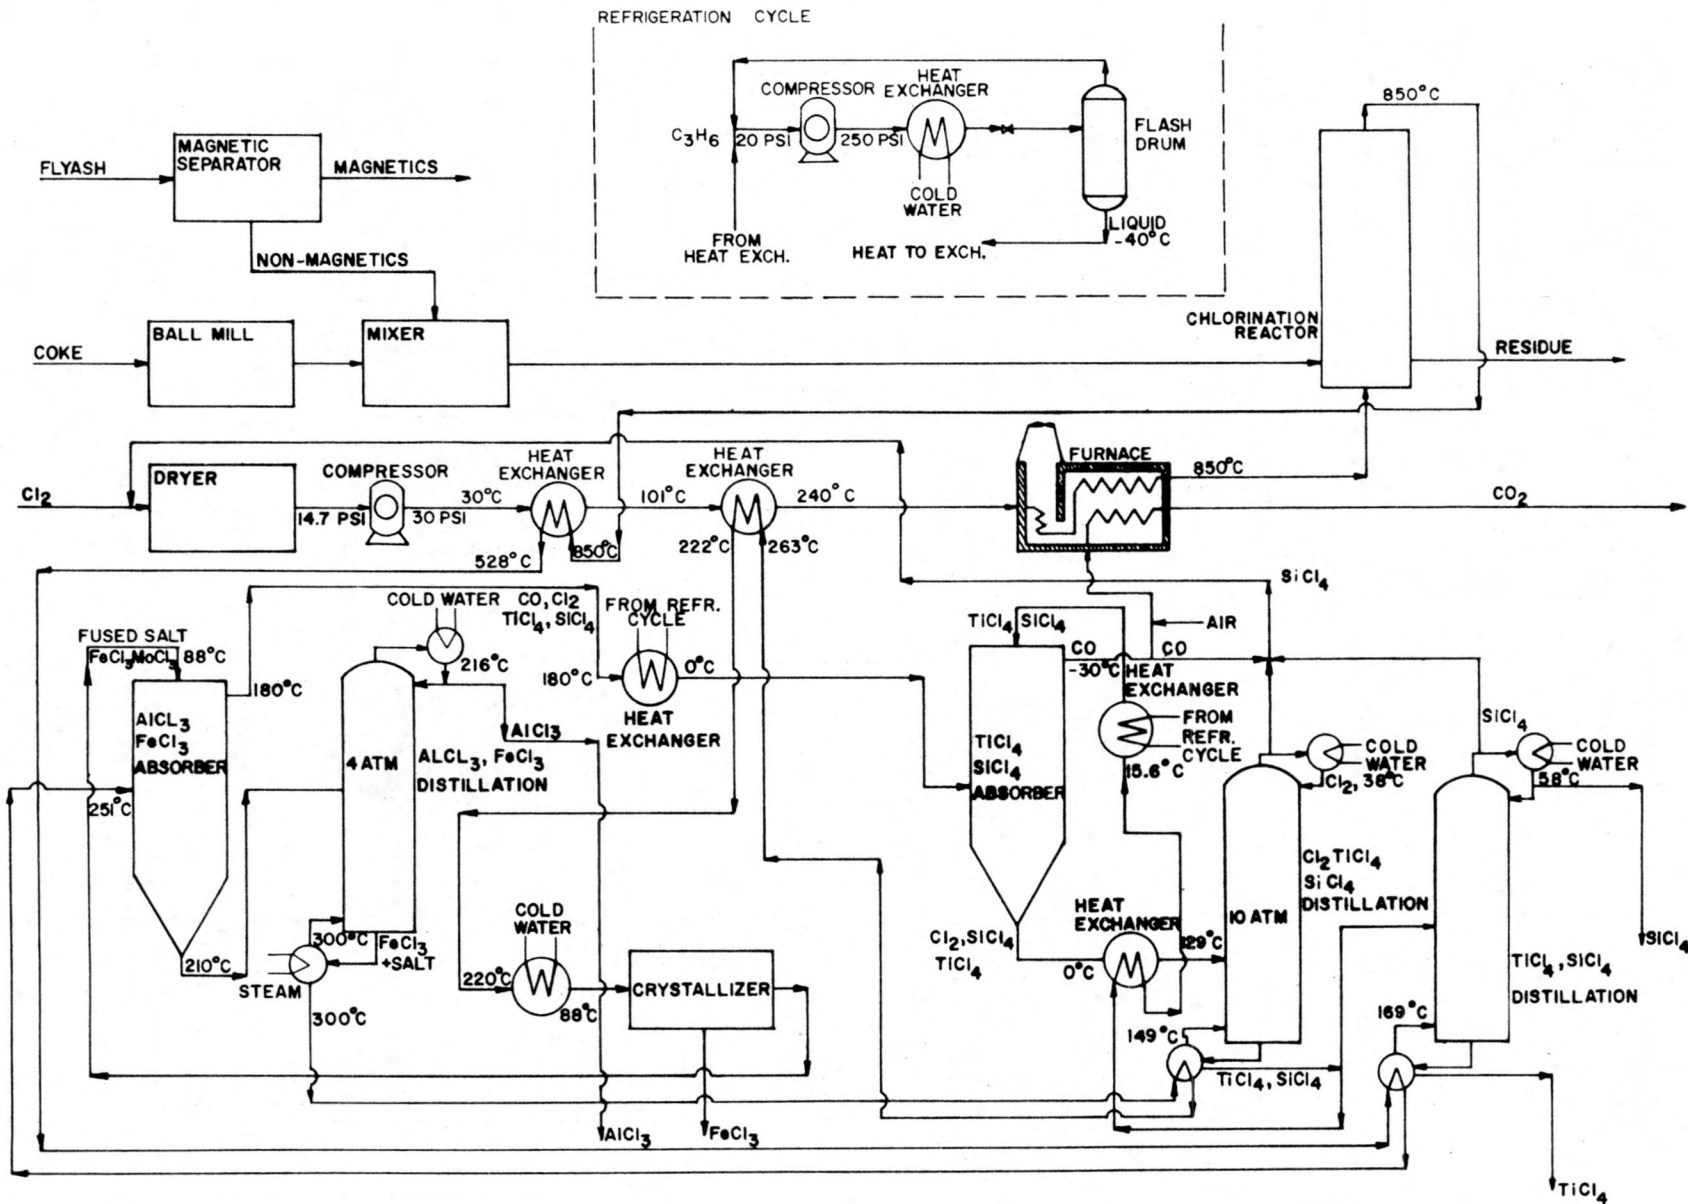 REFRIGERATION CYCLE
COMPRESSOR
HEAT
EXCHANGER
C3H6
20 PSI
250 PSI
COLD
WATER
FLASH
DRUM
LIQUID
-40°C
FROM
HEAT EXCH.
HEAT TO EXCH.
850°C
FLYASH
MAGNETIC
SEPARATOR
MAGNETICS
NON-MAGNETICS
COKE
BALL MILL
MIXER
CHLORINATION
REACTOR
RESIDUE
Cl2
DRYER
14.7 PSI
COMPRESSOR
30 PSI
30°C
HEAT
EXCHANGER
528°C
850°C
101°C
HEAT
EXCHANGER
222°C
263°C
240°C
FURNACE
850°C
CO2
SiCl4
AIR
FUSED SALT
FeCl3MoCl3
88°C
180°C
AlCL3
FeCl3
ABSORBER
251°C
210°C
COLD WATER
216°C
4 ATM
ALCL3, FeCl3
DISTILLATION
AlCl3
300°C
FeCl3
+SALT
STEAM
300°C
CO, Cl2
TiCl4, SiCl4
FROM REFR.
CYCLE
180°C
0°C
HEAT
EXCHANGER
COLD
WATER
220°C
88°C
CRYSTALLIZER
AlCl3
FeCl3
TiCl4
SiCl4
CO
-30°C
CO
TiCl4
SiCl4
ABSORBER
HEAT
EXCHANGER
FROM
REFR.
CYCLE
15.6°C
Cl2, SiCl4
TiCl4
HEAT
EXCHANGER
0°C
129°C
COLD
WATER
Cl2, 38°C
10 ATM
Cl2 TiCl4
SiCl4
DISTILLATION
149°C
TiCl4, SiCl4
SiCl4
COLD
WATER
58°C
SiCl4
TiCl4, SiCl4
DISTILLATION
169°C
TiCl4